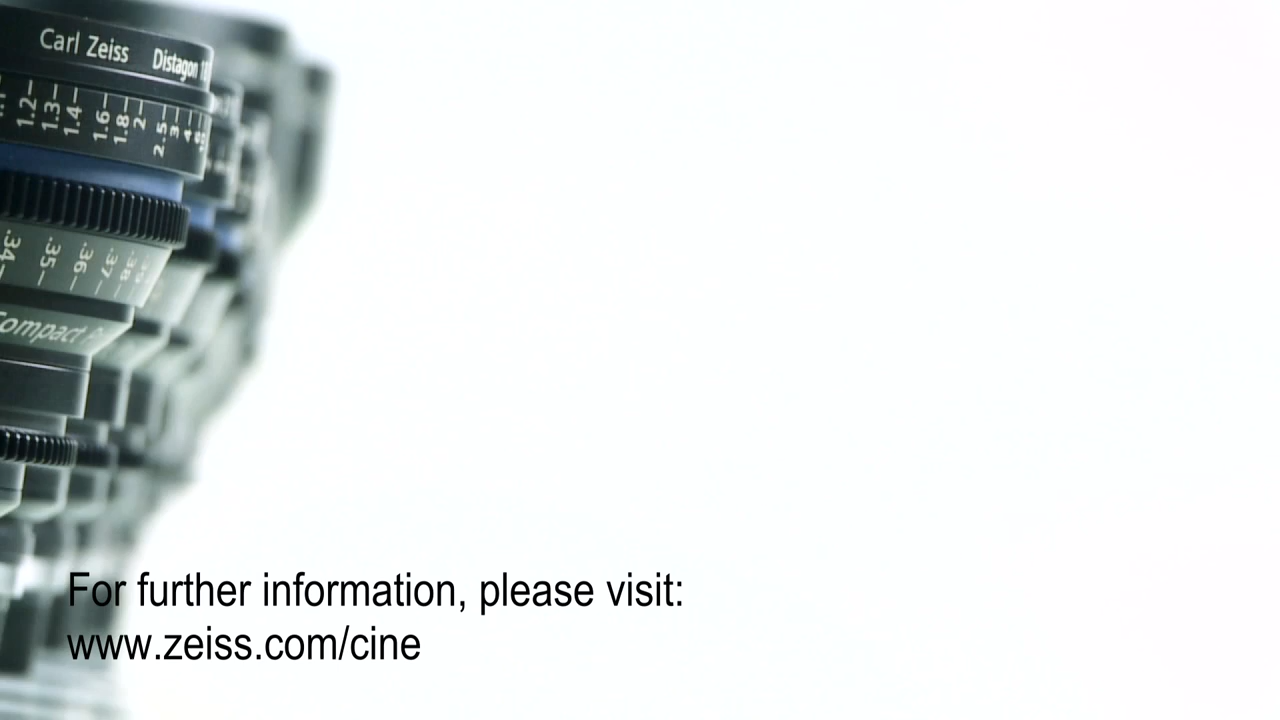 Carl Zeiss Distagon
1.2 1.3 1.4 1.6 1.8 2 2.5 3 4
.34 .35 .36 .37 .38
Compact
For further information, please visit:
www.zeiss.com/cine